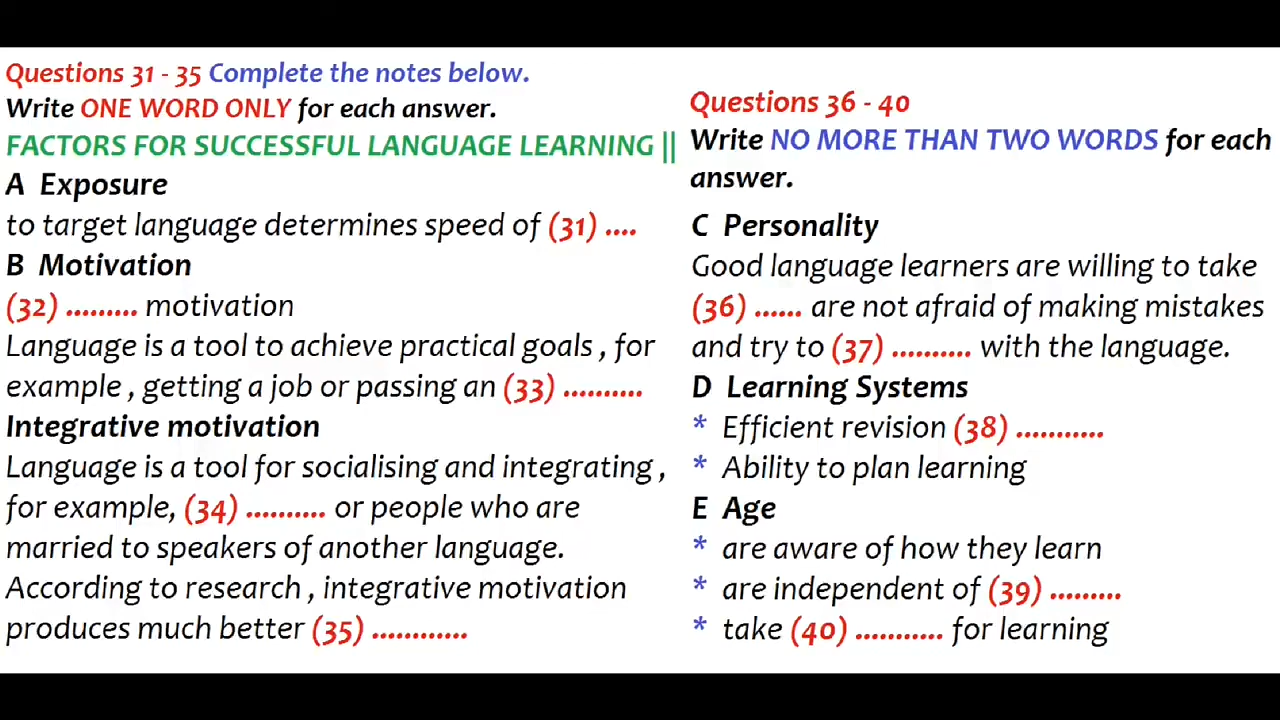 Questions 31 - 35 Complete the notes below.
Write ONE WORD ONLY for each answer.
FACTORS FOR SUCCESSFUL LANGUAGE LEARNING ||
A Exposure
to target language determines speed of (31) ....
B Motivation
(32) ......... motivation
Language is a tool to achieve practical goals , for
example , getting a job or passing an (33) ..........
Integrative motivation
Language is a tool for socialising and integrating ,
for example, (34) .......... or people who are
married to speakers of another language.
According to research , integrative motivation
produces much better (35) ............
Questions 36 - 40
Write NO MORE THAN TWO WORDS for each
answer.
C Personality
Good language learners are willing to take
(36) ...... are not afraid of making mistakes
and try to (37) .......... with the language.
D Learning Systems
* Efficient revision (38) ...........
* Ability to plan learning
E Age
* are aware of how they learn
* are independent of (39) .........
* take (40) ........... for learning